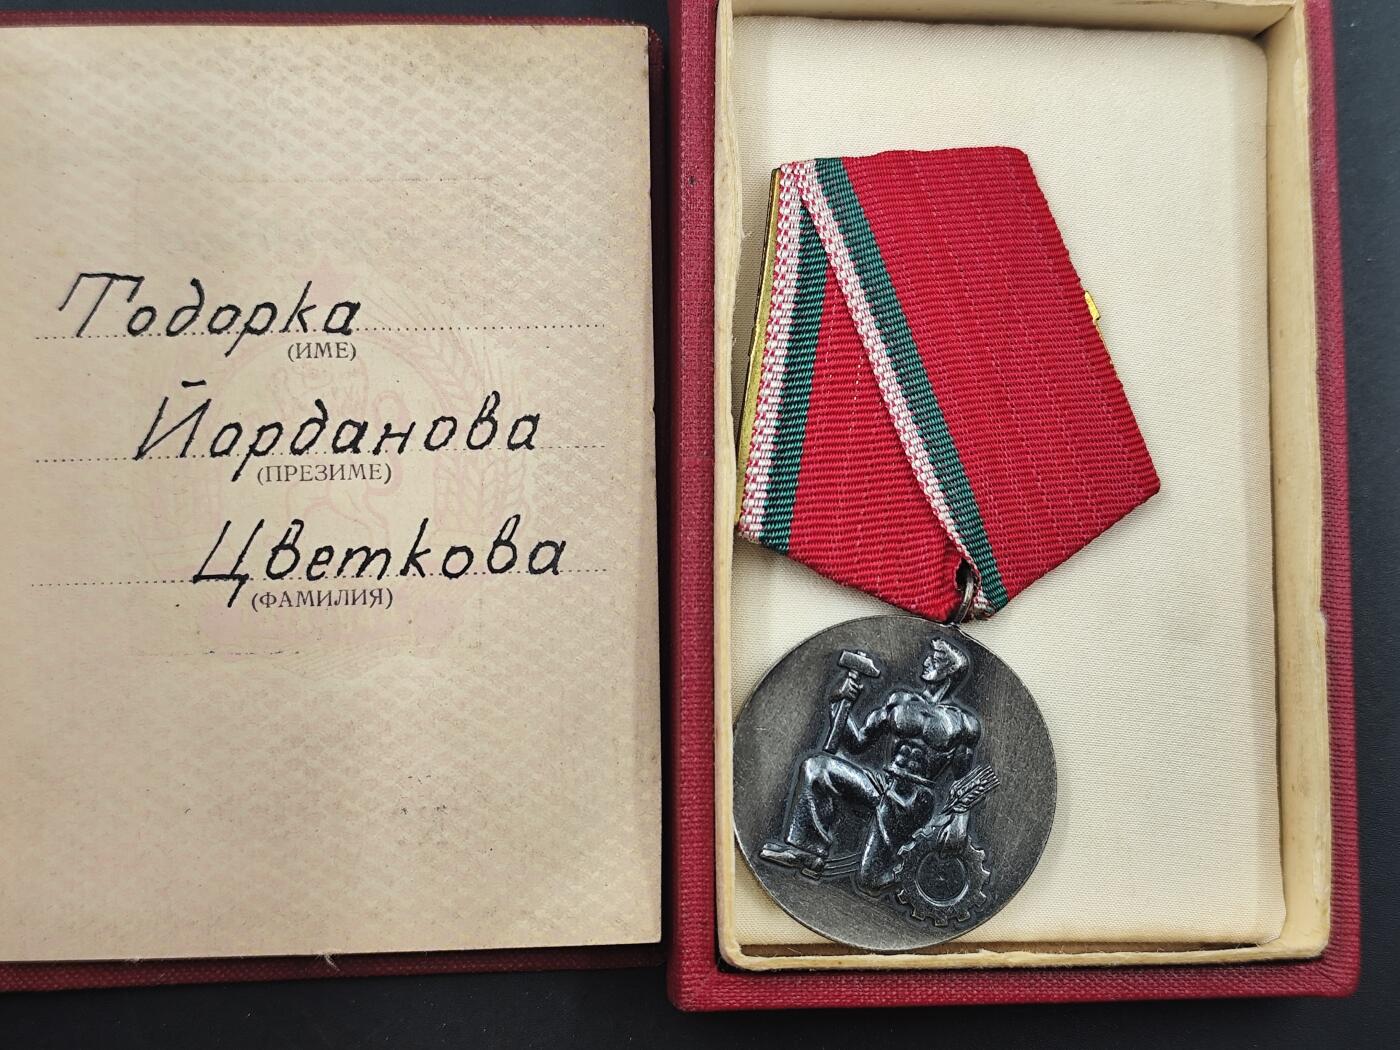 Тодорка
(ИМЕ)
Йорданова
(ПРЕЗИМЕ)
Цветкова
(ФАМИЛИЯ)